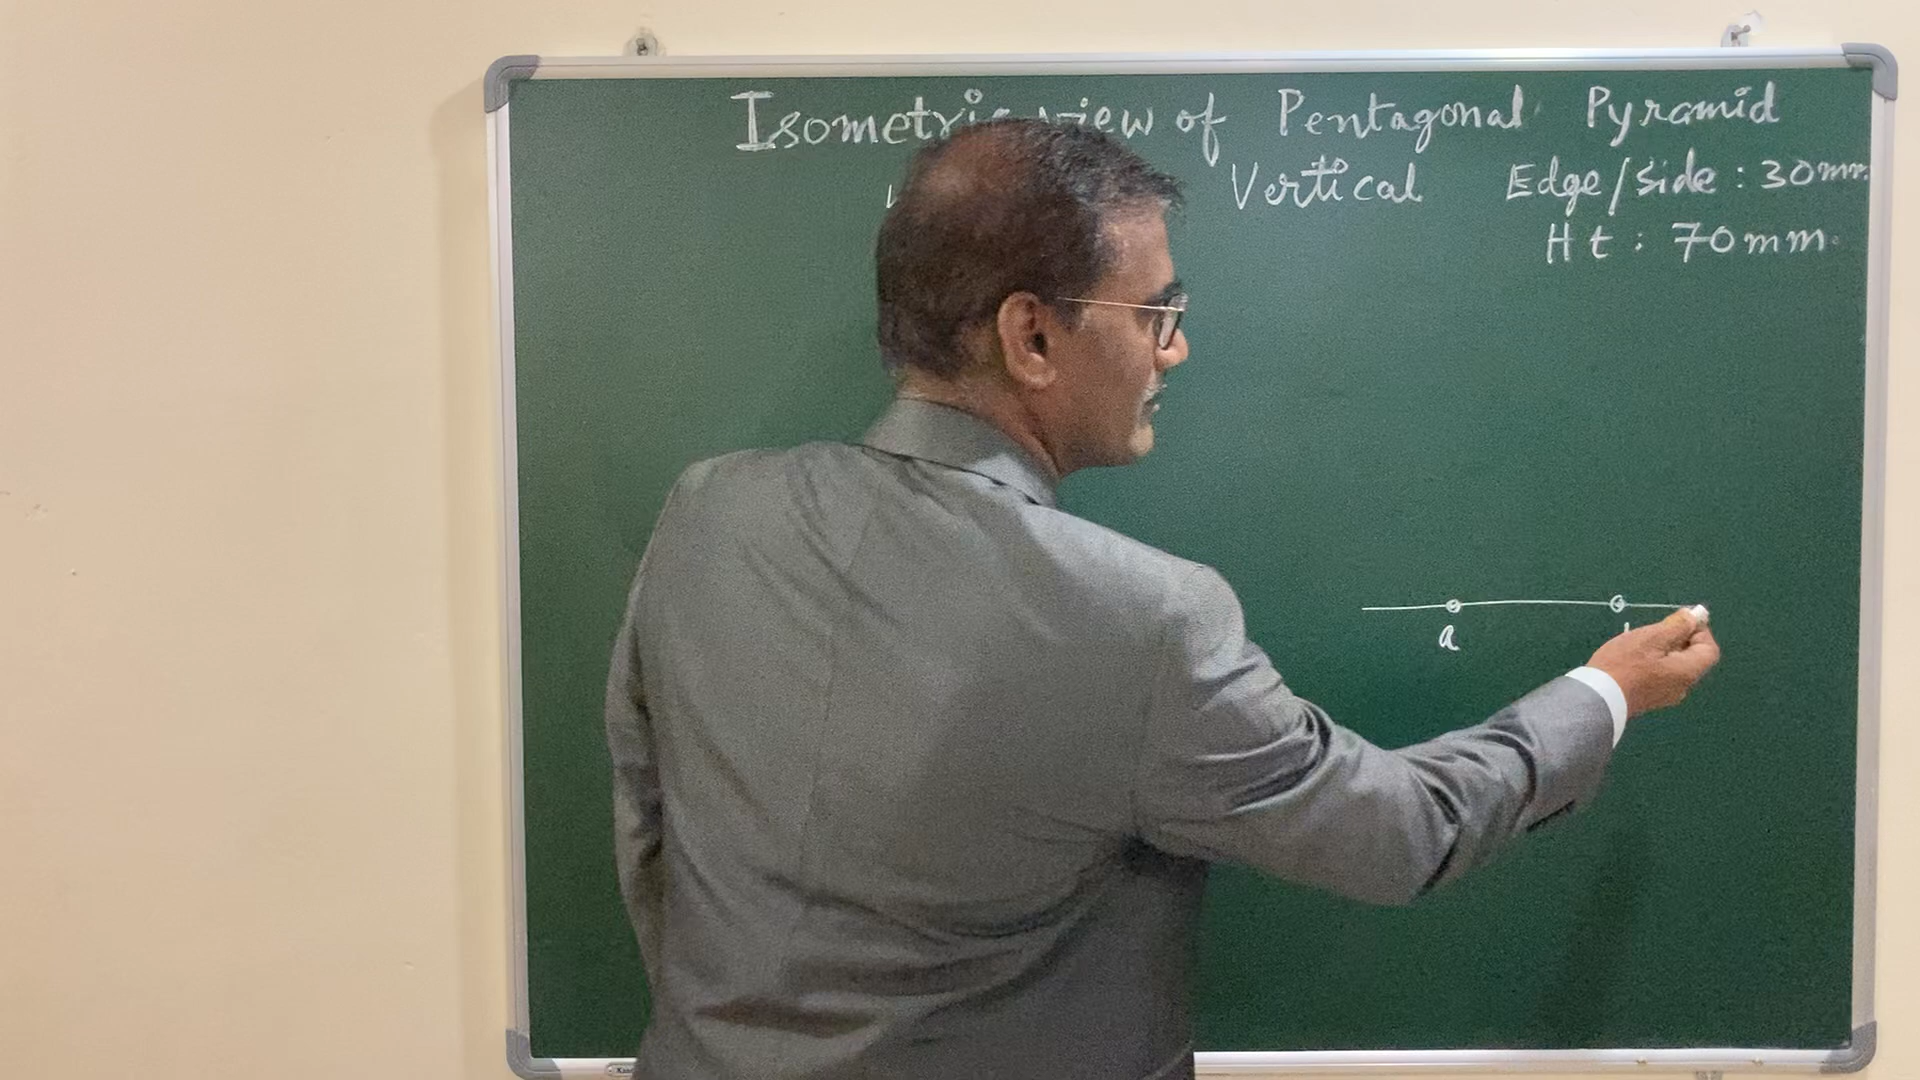 Isometric view of Pentagonal Pyramid
Vertical Edge/side : 30mm.
Ht : 70mm.
a